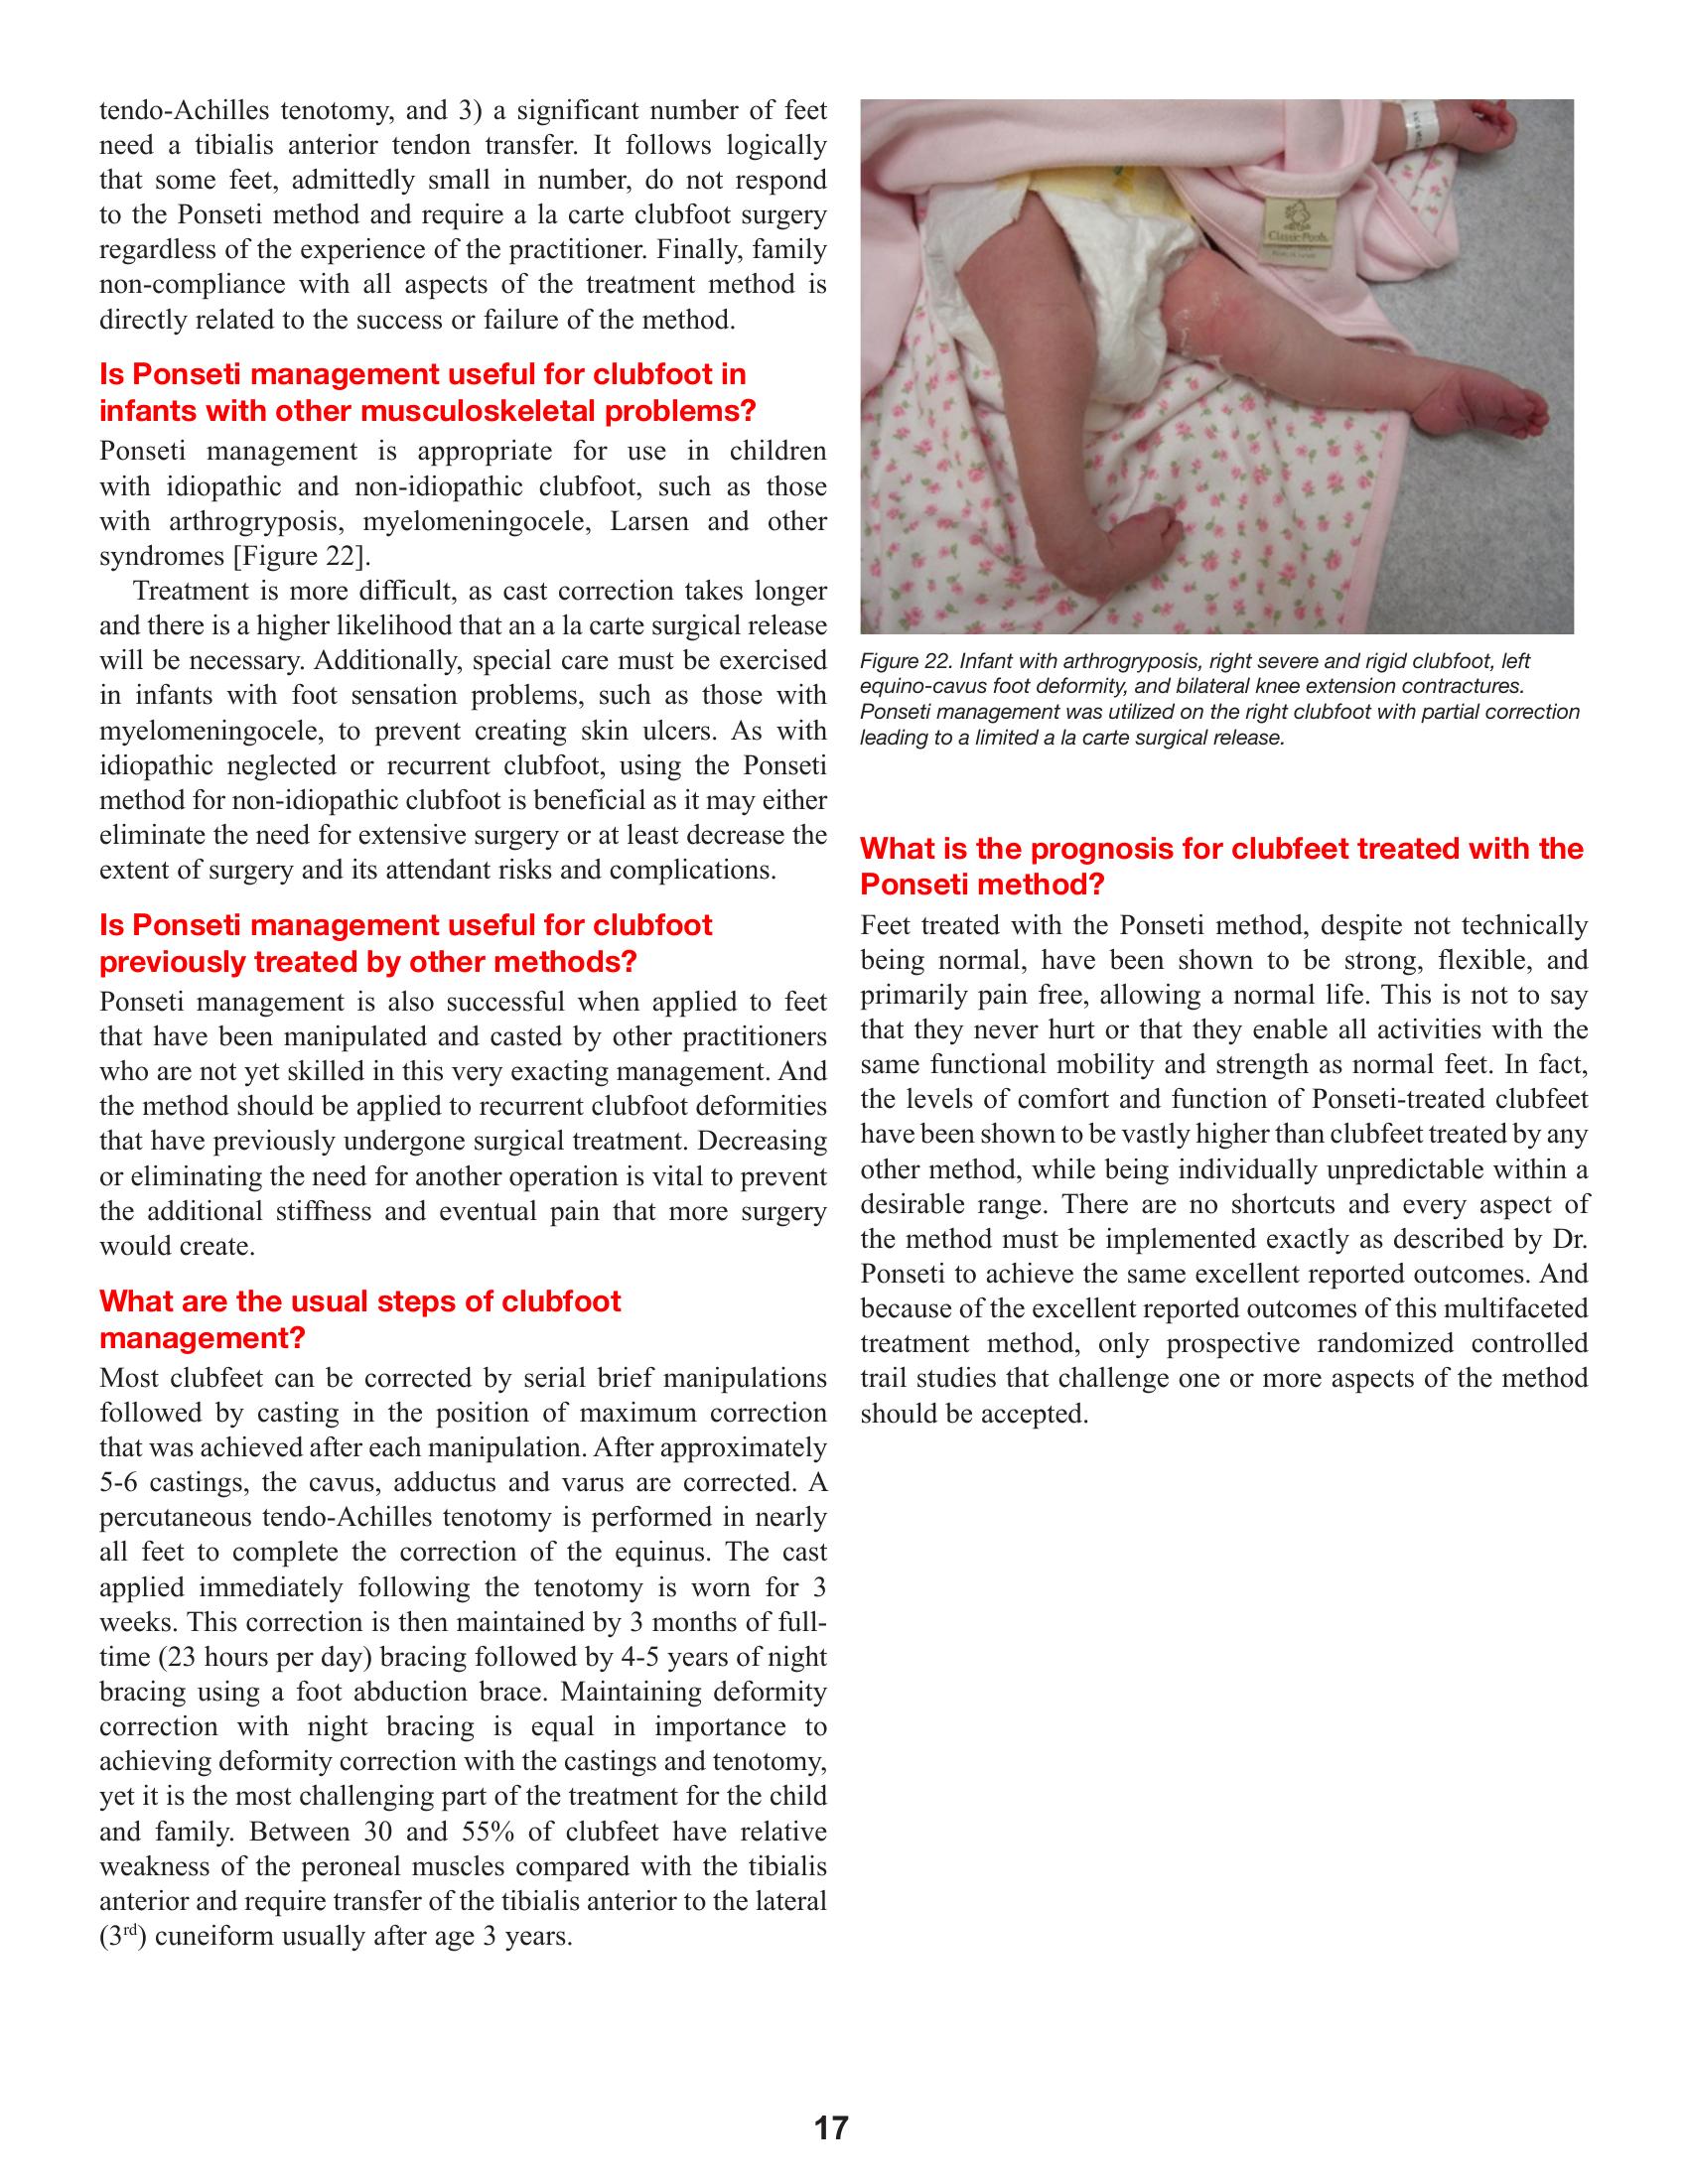 tendo-Achilles tenotomy, and 3) a significant number of feet
need a tibialis anterior tendon transfer. It follows logically
that some feet, admittedly small in number, do not respond
to the Ponseti method and require a la carte clubfoot surgery
regardless of the experience of the practitioner. Finally, family
non-compliance with all aspects of the treatment method is
directly related to the success or failure of the method.
Is Ponseti management useful for clubfoot in
infants with other musculoskeletal problems?
Ponseti management is appropriate for use in children
with idiopathic and non-idiopathic clubfoot, such as those
with arthrogryposis, myelomeningocele, Larsen and other
syndromes [Figure 22].
Treatment is more difficult, as cast correction takes longer
and there is a higher likelihood that an a la carte surgical release
will be necessary. Additionally, special care must be exercised
in infants with foot sensation problems, such as those with
myelomeningocele, to prevent creating skin ulcers. As with
idiopathic neglected or recurrent clubfoot, using the Ponseti
method for non-idiopathic clubfoot is beneficial as it may either
eliminate the need for extensive surgery or at least decrease the
extent of surgery and its attendant risks and complications.
Is Ponseti management useful for clubfoot
previously treated by other methods?
Ponseti management is also successful when applied to feet
that have been manipulated and casted by other practitioners
who are not yet skilled in this very exacting management. And
the method should be applied to recurrent clubfoot deformities
that have previously undergone surgical treatment. Decreasing
or eliminating the need for another operation is vital to prevent
the additional stiffness and eventual pain that more surgery
would create.
What are the usual steps of clubfoot
management?
Most clubfeet can be corrected by serial brief manipulations
followed by casting in the position of maximum correction
that was achieved after each manipulation. After approximately
5-6 castings, the cavus, adductus and varus are corrected. A
percutaneous tendo-Achilles tenotomy is performed in nearly
all feet to complete the correction of the equinus. The cast
applied immediately following the tenotomy is worn for 3
weeks. This correction is then maintained by 3 months of full-
time (23 hours per day) bracing followed by 4-5 years of night
bracing using a foot abduction brace. Maintaining deformity
correction with night bracing is equal in importance to
achieving deformity correction with the castings and tenotomy,
yet it is the most challenging part of the treatment for the child
and family. Between 30 and 55% of clubfeet have relative
weakness of the peroneal muscles compared with the tibialis
anterior and require transfer of the tibialis anterior to the lateral
(3rd) cuneiform usually after age 3 years.
Classic Pooh
Figure 22. Infant with arthrogryposis, right severe and rigid clubfoot, left
equino-cavus foot deformity, and bilateral knee extension contractures.
Ponseti management was utilized on the right clubfoot with partial correction
leading to a limited a la carte surgical release.
What is the prognosis for clubfeet treated with the
Ponseti method?
Feet treated with the Ponseti method, despite not technically
being normal, have been shown to be strong, flexible, and
primarily pain free, allowing a normal life. This is not to say
that they never hurt or that they enable all activities with the
same functional mobility and strength as normal feet. In fact,
the levels of comfort and function of Ponseti-treated clubfeet
have been shown to be vastly higher than clubfeet treated by any
other method, while being individually unpredictable within a
desirable range. There are no shortcuts and every aspect of
the method must be implemented exactly as described by Dr.
Ponseti to achieve the same excellent reported outcomes. And
because of the excellent reported outcomes of this multifaceted
treatment method, only prospective randomized controlled
trail studies that challenge one or more aspects of the method
should be accepted.
17